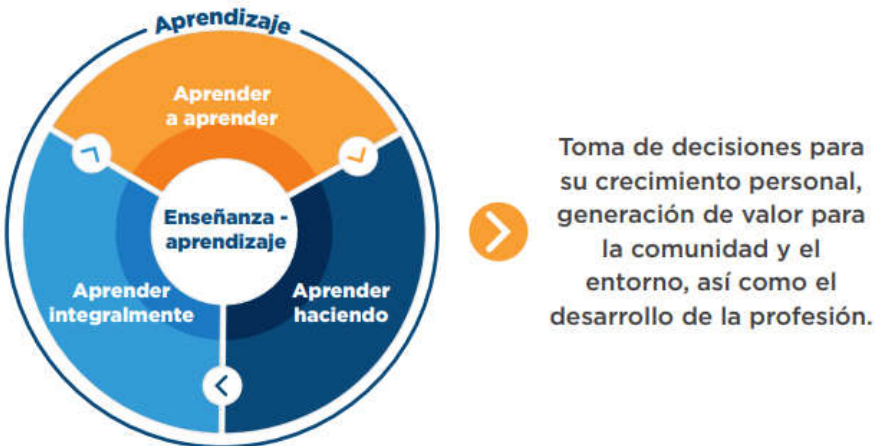 Aprendizaje
Aprender
a aprender
Enseñanza -
aprendizaje
Aprender
integralmente
Aprender
haciendo
Toma de decisiones para
su crecimiento personal,
generación de valor para
la comunidad y el
entorno, así como el
desarrollo de la profesión.